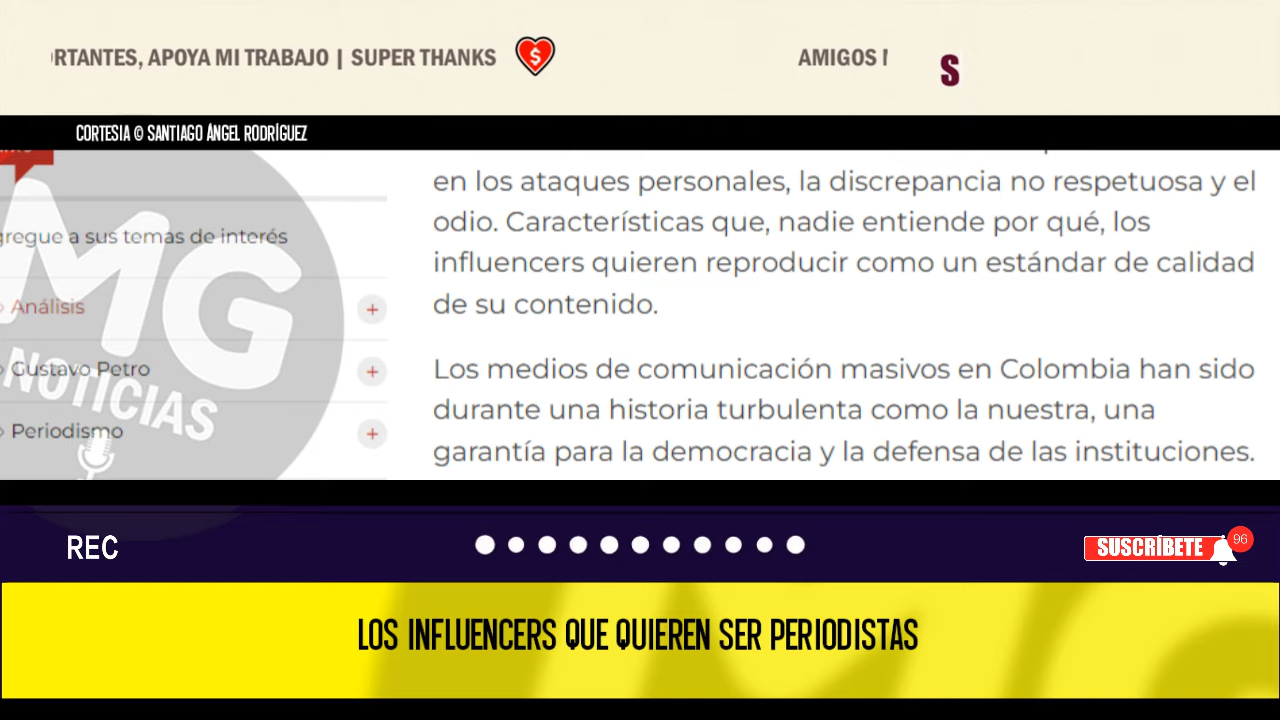 RTANTES, APOYA MI TRABAJO | SUPER THANKS
$
AMIGOS
S
CORTESIA © SANTIAGO ÁNGEL RODRÍGUEZ
en los ataques personales, la discrepancia no respetuosa y el
odio. Características que, nadie entiende por qué, los
influencers quieren reproducir como un estándar de calidad
de su contenido.
Los medios de comunicación masivos en Colombia han sido
durante una historia turbulenta como la nuestra, una
garantía para la democracia y la defensa de las instituciones.
gregue a sus temas de interés
Análisis +
Gustavo Petro +
Periodismo +
MG
NOTICIAS
REC
SUSCRÍBETE
96
LOS INFLUENCERS QUE QUIEREN SER PERIODISTAS